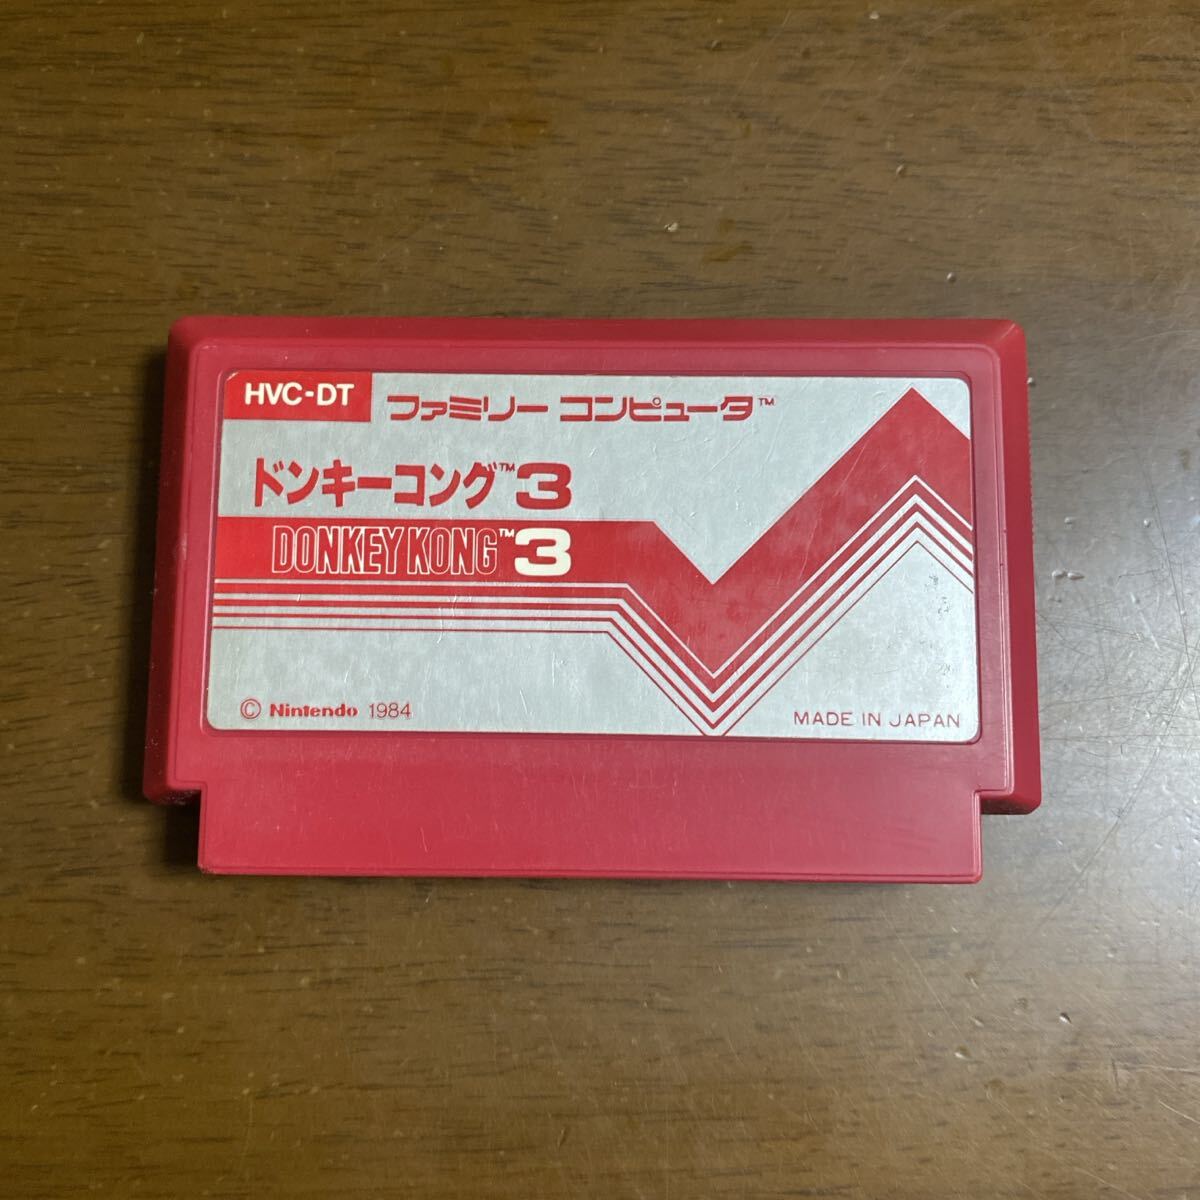 HVC-DT
ファミリー コンピュータ™
ドンキーコング™3
DONKEY KONG™3
© Nintendo 1984
MADE IN JAPAN